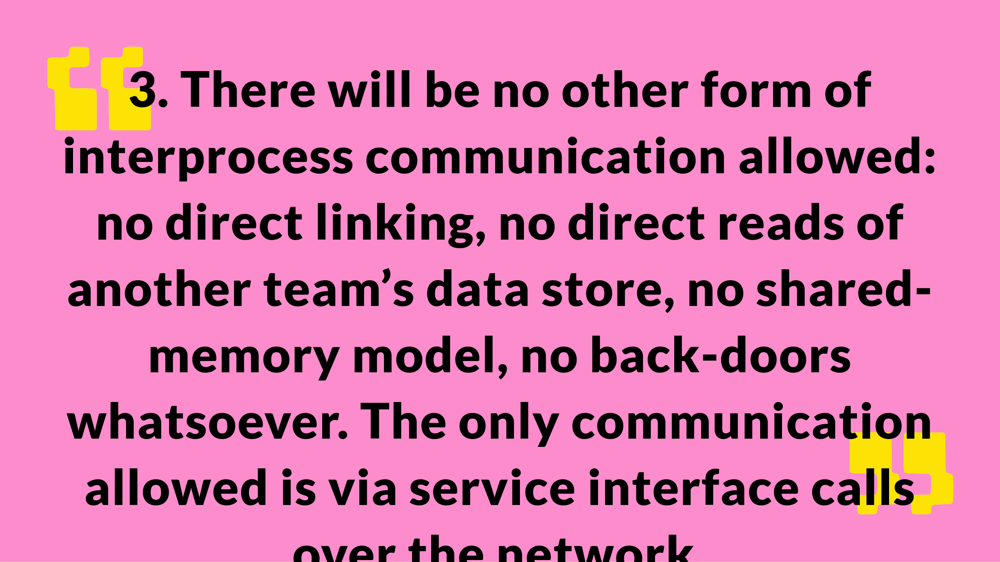 3. There will be no other form of
interprocess communication allowed:
no direct linking, no direct reads of
another team’s data store, no shared-
memory model, no back-doors
whatsoever. The only communication
allowed is via service interface calls
over the network